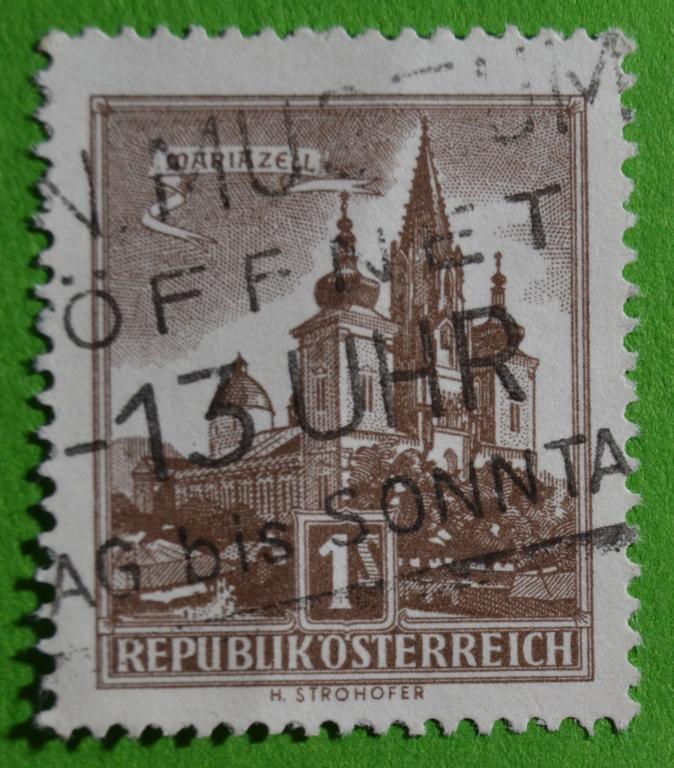 MARIAZELL
ÖFFNET
-13 UHR
AG bis SONNTA
1 S
REPUBLIK ÖSTERREICH
H. STROHOFER